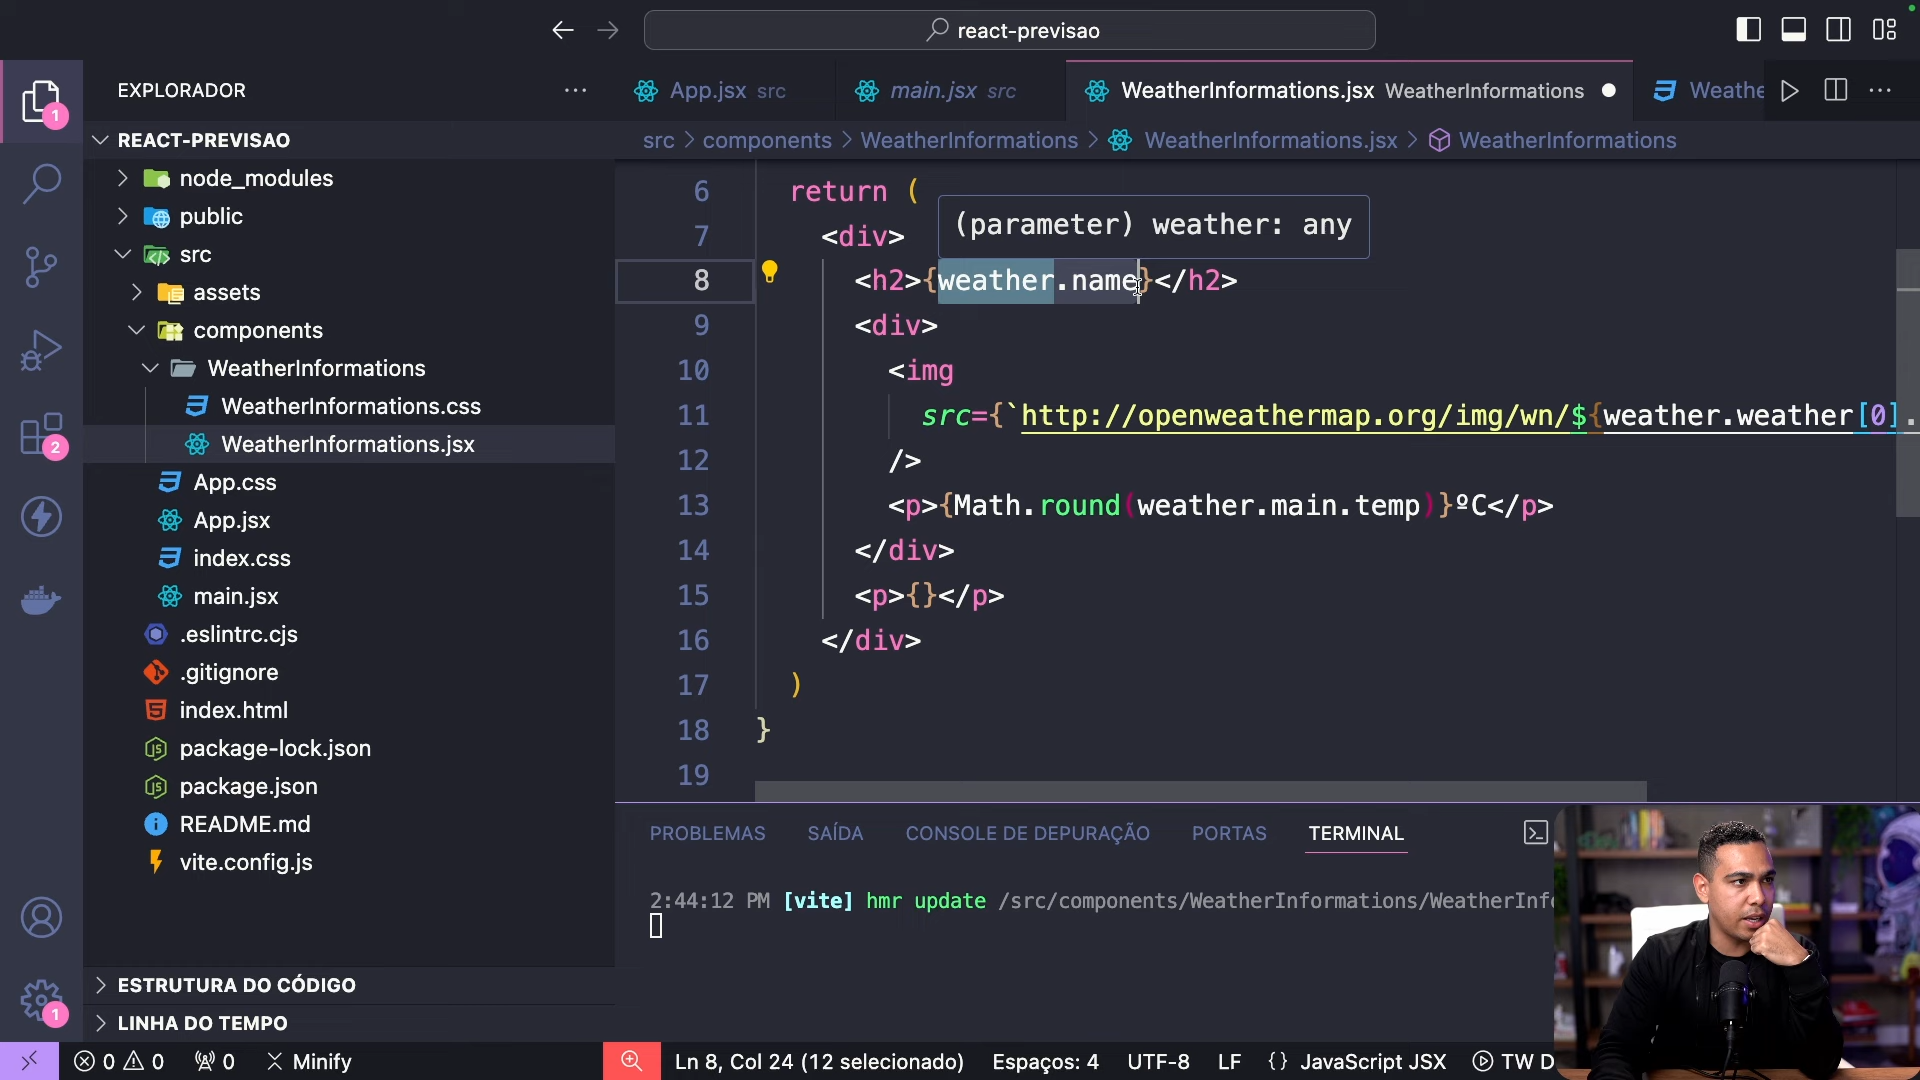 react-previsao
EXPLORADOR
App.jsx src
main.jsx src
WeatherInformations.jsx WeatherInformations
Weathe
src > components > WeatherInformations > WeatherInformations.jsx > WeatherInformations
REACT-PREVISAO
node_modules
public
src
assets
components
WeatherInformations
WeatherInformations.css
WeatherInformations.jsx
App.css
App.jsx
index.css
main.jsx
.eslintrc.cjs
.gitignore
index.html
package-lock.json
package.json
README.md
vite.config.js
ESTRUTURA DO CÓDIGO
LINHA DO TEMPO
1
2
1
6 return (
(parameter) weather: any
7 <div>
8 <h2>{weather.name}</h2>
9 <div>
10 <img
11 src={`http://openweathermap.org/img/wn/${weather.weather[0].
12 />
13 <p>{Math.round(weather.main.temp)}ºC</p>
14 </div>
15 <p>{}</p>
16 </div>
17 )
18 }
19
PROBLEMAS SAÍDA CONSOLE DE DEPURAÇÃO PORTAS TERMINAL
2:44:12 PM [vite] hmr update /src/components/WeatherInformations/WeatherInfo
0 0 0 Minify Ln 8, Col 24 (12 selecionado) Espaços: 4 UTF-8 LF {} JavaScript JSX TW D